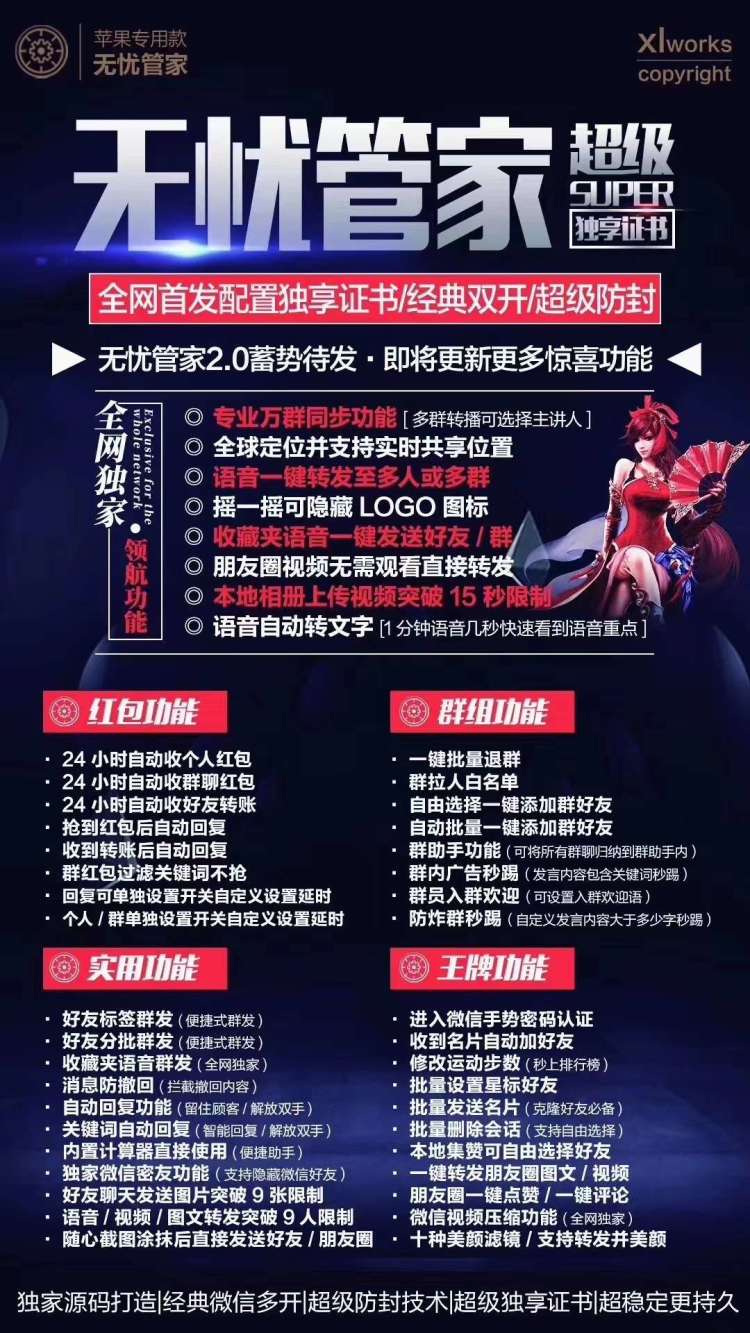 苹果专用款
无忧管家
XIworks
copyright
无忧管家
超级
SUPER
独享证书
全网首发配置独享证书/经典双开/超级防封
无忧管家2.0蓄势待发·即将更新更多惊喜功能
全网独家
Exclusive for the
whole network
领航功能
◎ 专业万群同步功能 [ 多群转播可选择主讲人 ]
◎ 全球定位并支持实时共享位置
◎ 语音一键转发至多人或多群
◎ 摇一摇可隐藏 LOGO 图标
◎ 收藏夹语音一键发送好友 / 群
◎ 朋友圈视频无需观看直接转发
◎ 本地相册上传视频突破 15 秒限制
◎ 语音自动转文字 [1 分钟语音几秒快速看到语音重点 ]
红包功能
· 24 小时自动收个人红包
· 24 小时自动收群聊红包
· 24 小时自动收好友转账
· 抢到红包后自动回复
· 收到转账后自动回复
· 群红包过滤关键词不抢
· 回复可单独设置开关自定义设置延时
· 个人 / 群单独设置开关自定义设置延时
群组功能
· 一键批量退群
· 群拉人白名单
· 自由选择一键添加群好友
· 自动批量一键添加群好友
· 群助手功能 ( 可将所有群聊归纳到群助手内 )
· 群内广告秒踢 ( 发言内容包含关键词秒踢 )
· 群员入群欢迎 ( 可设置入群欢迎语 )
· 防炸群秒踢 ( 自定义发言内容大于多少字秒踢 )
实用功能
· 好友标签群发 ( 便捷式群发 )
· 好友分批群发 ( 便捷式群发 )
· 收藏夹语音群发 ( 全网独家 )
· 消息防撤回 ( 拦截撤回内容 )
· 自动回复功能 ( 留住顾客 / 解放双手 )
· 关键词自动回复 ( 智能回复 / 解放双手 )
· 内置计算器直接使用 ( 便捷助手 )
· 独家微信密友功能 ( 支持隐藏微信好友 )
· 好友聊天发送图片突破 9 张限制
· 语音 / 视频 / 图文转发突破 9 人限制
· 随心截图涂抹后直接发送好友 / 朋友圈
王牌功能
· 进入微信手势密码认证
· 收到名片自动加好友
· 修改运动步数 ( 秒上排行榜 )
· 批量设置星标好友
· 批量发送名片 ( 克隆好友必备 )
· 批量删除会话 ( 支持自由选择 )
· 本地集赞可自由选择好友
· 一键转发朋友圈图文 / 视频
· 朋友圈一键点赞 / 一键评论
· 微信视频压缩功能 ( 全网独家 )
· 十种美颜滤镜 / 支持转发并美颜
独家源码打造|经典微信多开|超级防封技术|超级独享证书|超稳定更持久